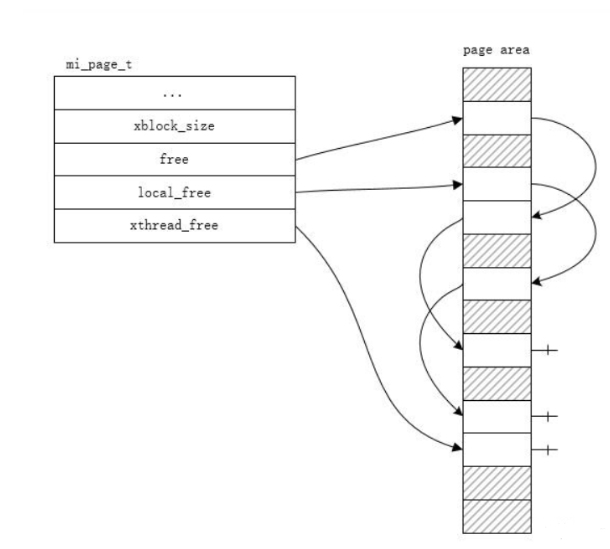 page area
mi_page_t
...
xblock_size
free
local_free
xthread_free